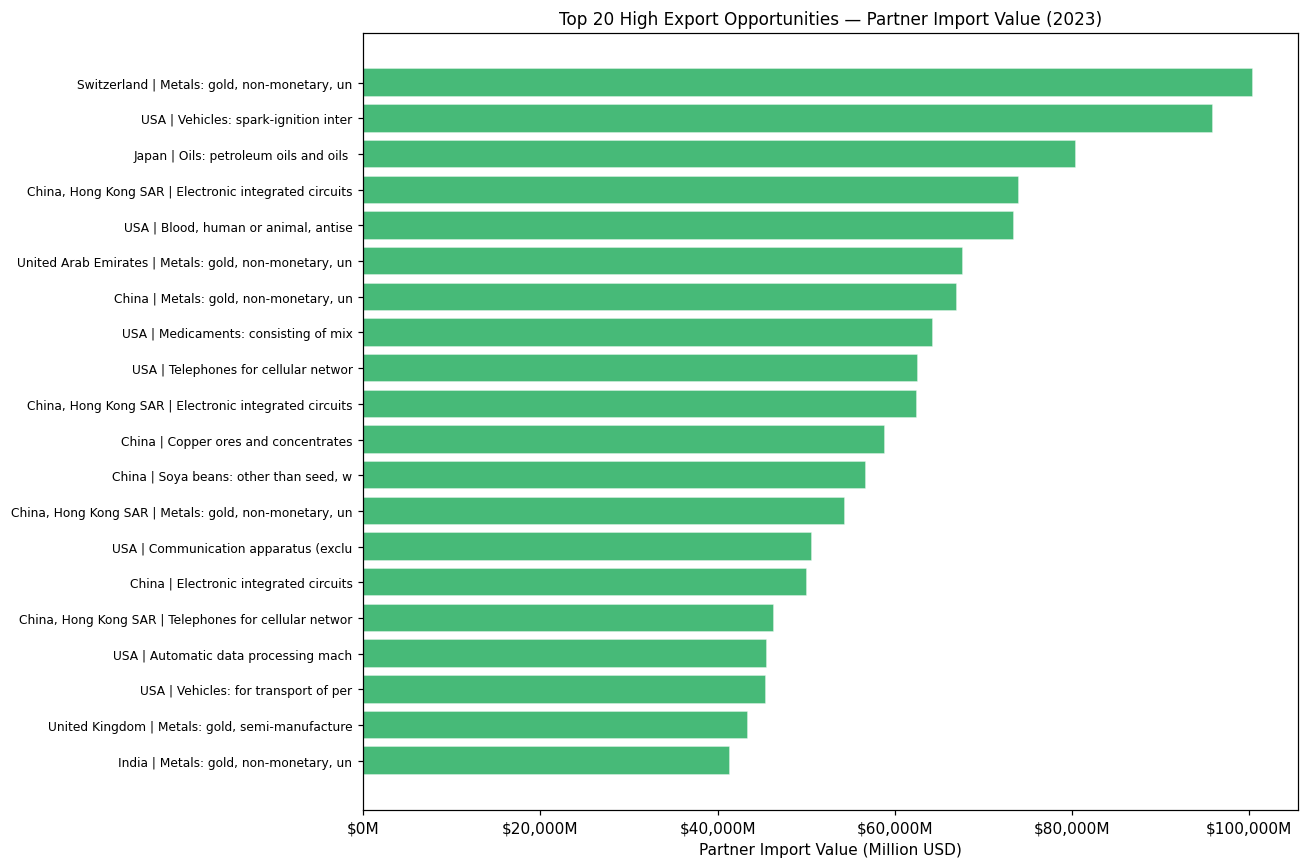 Top 20 High Export Opportunities — Partner Import Value (2023)
Switzerland | Metals: gold, non-monetary, un
USA | Vehicles: spark-ignition inter
Japan | Oils: petroleum oils and oils
China, Hong Kong SAR | Electronic integrated circuits
USA | Blood, human or animal, antise
United Arab Emirates | Metals: gold, non-monetary, un
China | Metals: gold, non-monetary, un
USA | Medicaments: consisting of mix
USA | Telephones for cellular networ
China, Hong Kong SAR | Electronic integrated circuits
China | Copper ores and concentrates
China | Soya beans: other than seed, w
China, Hong Kong SAR | Metals: gold, non-monetary, un
USA | Communication apparatus (exclu
China | Electronic integrated circuits
China, Hong Kong SAR | Telephones for cellular networ
USA | Automatic data processing mach
USA | Vehicles: for transport of per
United Kingdom | Metals: gold, semi-manufacture
India | Metals: gold, non-monetary, un
$0M $20,000M $40,000M $60,000M $80,000M $100,000M
Partner Import Value (Million USD)